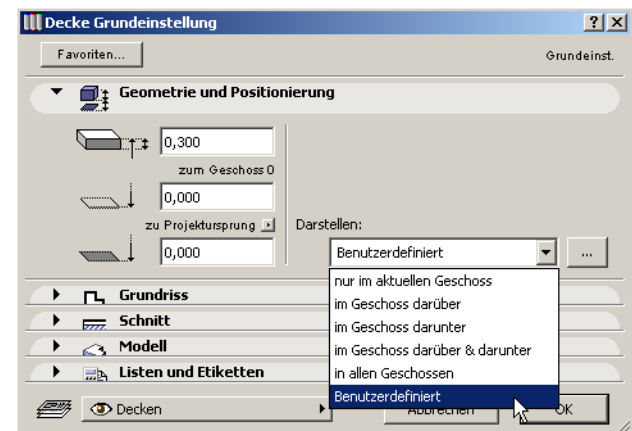 Decke Grundeinstellung
Favoriten...
Grundeinst.
Geometrie und Positionierung
0,300
zum Geschoss 0
0,000
zu Projektursprung
Darstellen:
0,000
Benutzerdefiniert
...
nur im aktuellen Geschoss
im Geschoss darüber
im Geschoss darunter
im Geschoss darüber & darunter
in allen Geschossen
Benutzerdefiniert
Grundriss
Schnitt
Modell
Listen und Etiketten
Decken
Abbrechen
OK